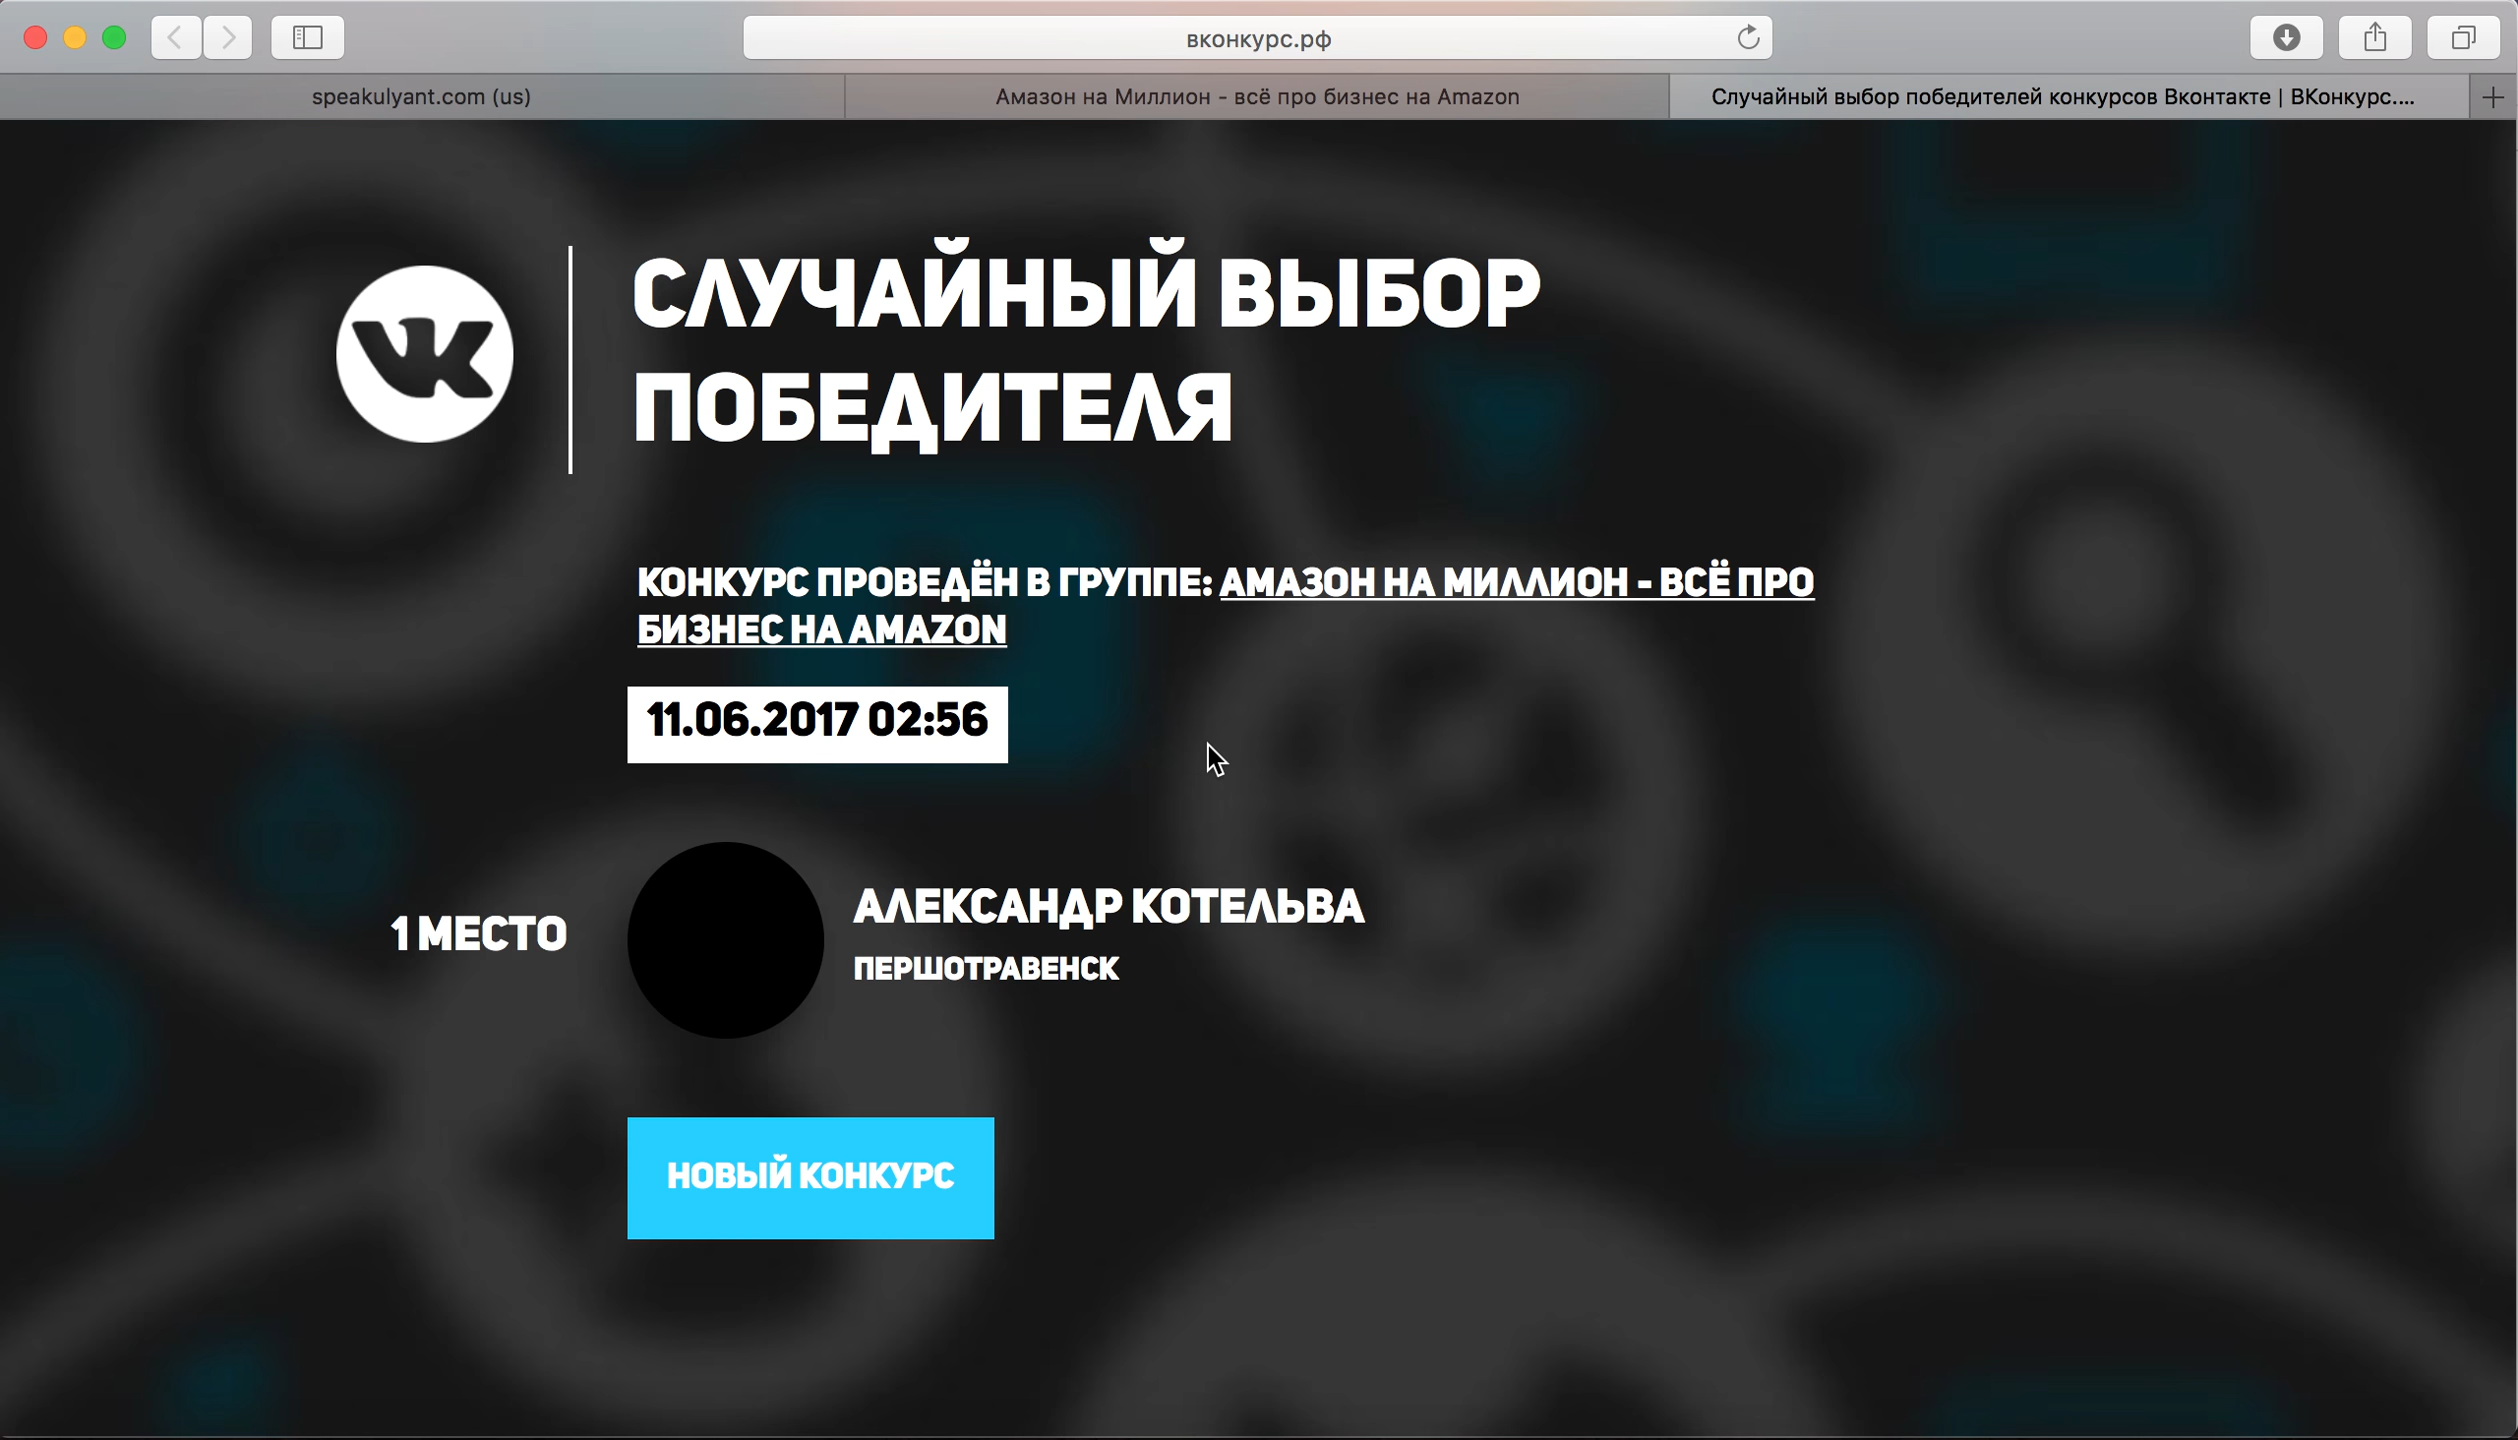 вконкурс.рф
speakulyant.com (us)
Амазон на Миллион - всё про бизнес на Amazon
Случайный выбор победителей конкурсов Вконтакте | ВКонкурс....
СЛУЧАЙНЫЙ ВЫБОР
ПОБЕДИТЕЛЯ
КОНКУРС ПРОВЕДЁН В ГРУППЕ: АМАЗОН НА МИЛЛИОН - ВСЁ ПРО
БИЗНЕС НА AMAZON
11.06.2017 02:56
1 МЕСТО
АЛЕКСАНДР КОТЕЛЬВА
ПЕРШОТРАВЕНСК
НОВЫЙ КОНКУРС